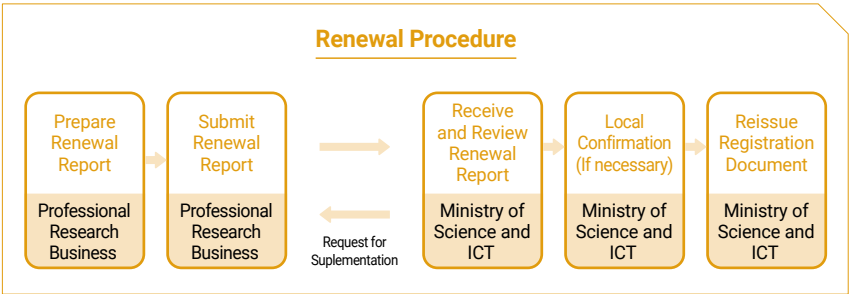 Renewal Procedure
Prepare
Renewal
Report
Professional
Research
Business
Submit
Renewal
Report
Professional
Research
Business
Request for
Suplementation
Receive
and Review
Renewal
Report
Ministry of
Science and
ICT
Local
Confirmation
(If necessary)
Ministry of
Science and
ICT
Reissue
Registration
Document
Ministry of
Science and
ICT